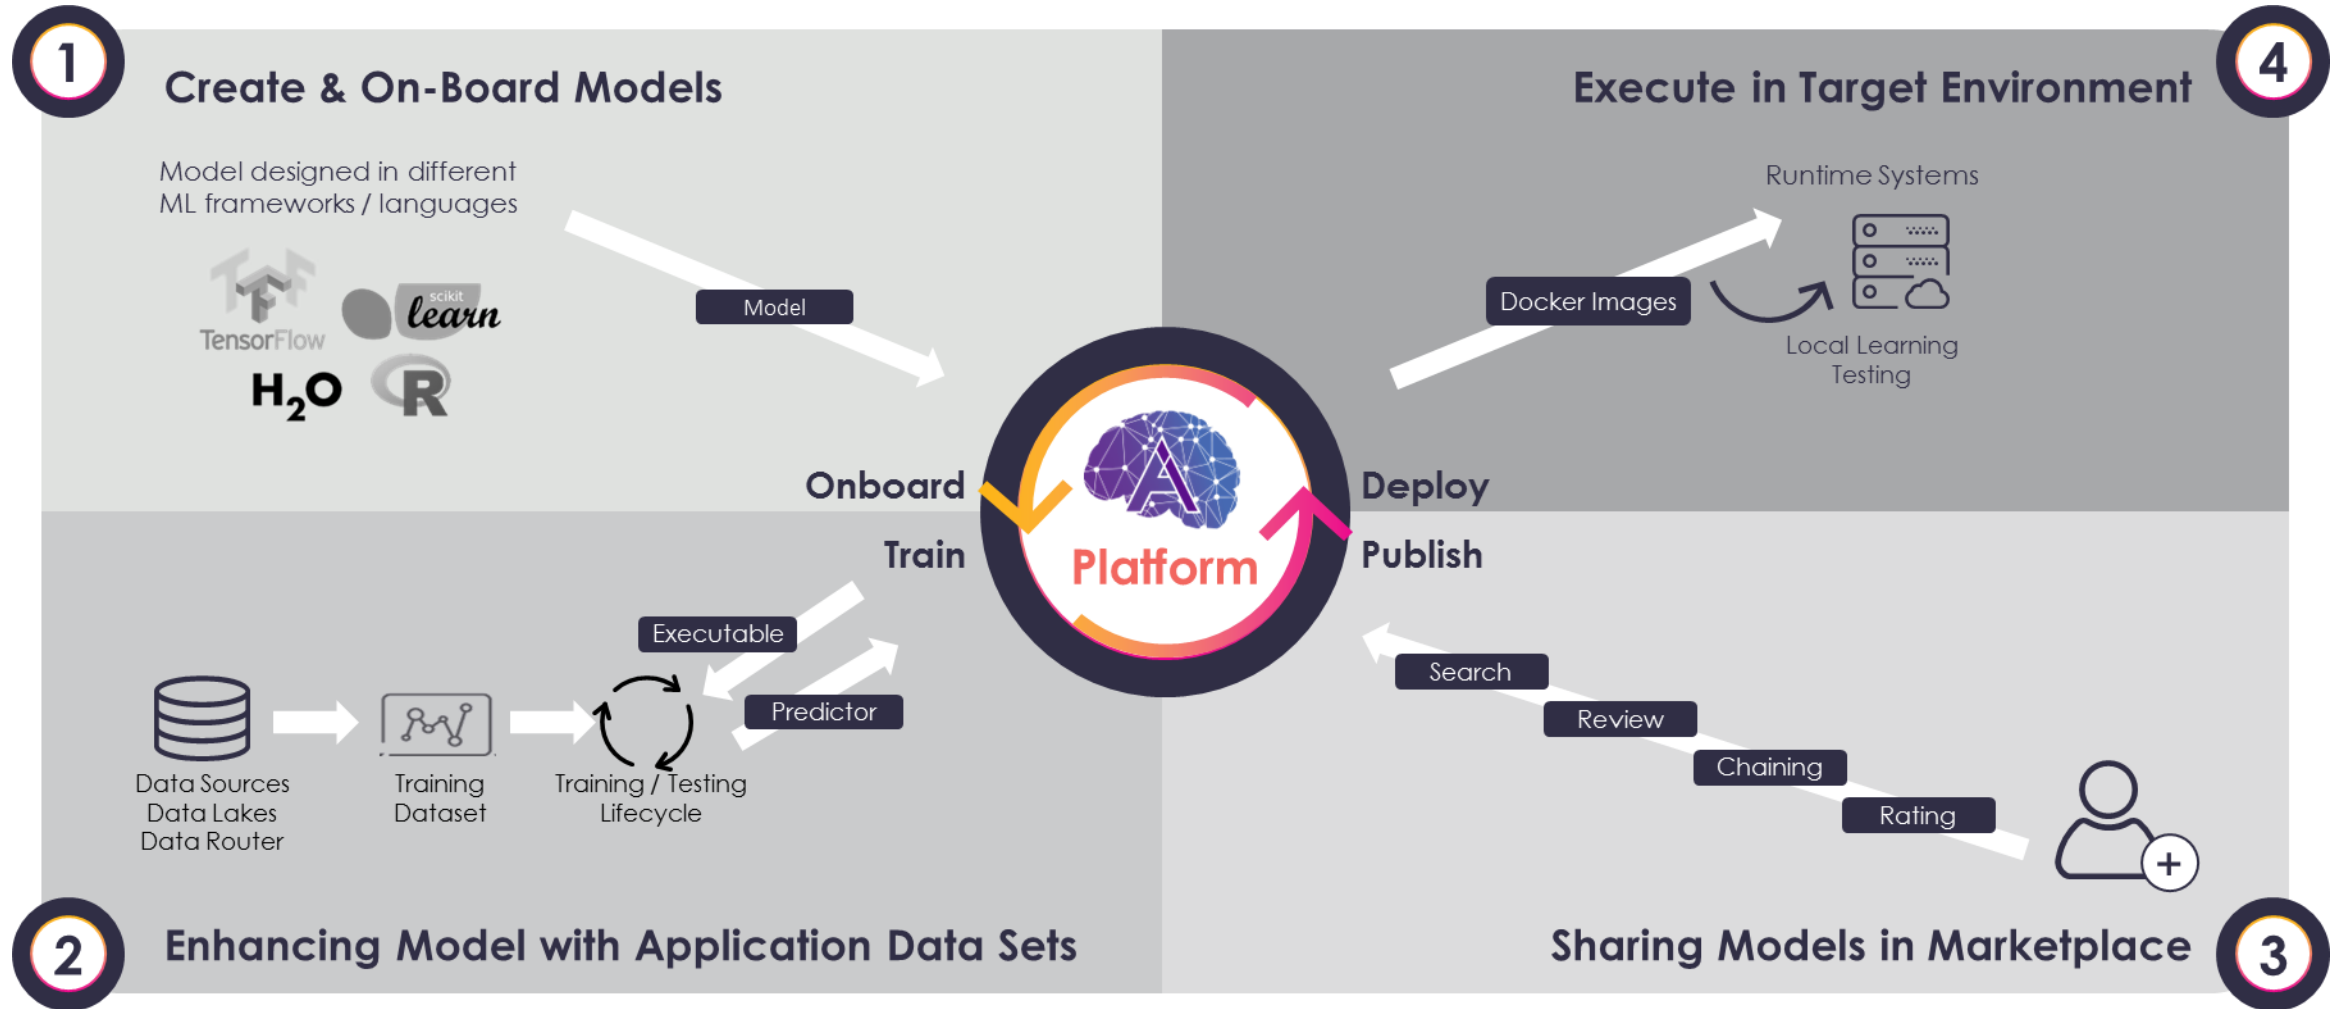 1
Create & On-Board Models
Model designed in different
ML frameworks / languages
TensorFlow
scikit
learn
H2O
R
Model
Onboard
4
Execute in Target Environment
Runtime Systems
Docker Images
Local Learning
Testing
Deploy
A
Platform
Train
Executable
Predictor
Data Sources
Data Lakes
Data Router
Training
Dataset
Training / Testing
Lifecycle
2
Enhancing Model with Application Data Sets
Publish
Search
Review
Chaining
Rating
+
Sharing Models in Marketplace
3